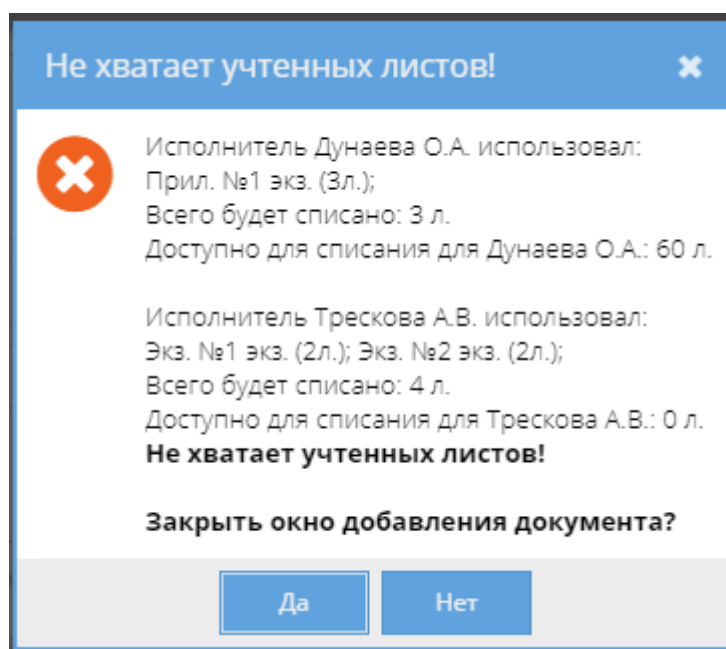 Не хватает учтенных листов!
Исполнитель Дунаева О.А. использовал:
Прил. №1 экз. (3л.);
Всего будет списано: 3 л.
Доступно для списания для Дунаева О.А.: 60 л.
Исполнитель Трескова А.В. использовал:
Экз. №1 экз. (2л.); Экз. №2 экз. (2л.);
Всего будет списано: 4 л.
Доступно для списания для Трескова А.В.: 0 л.
Не хватает учтенных листов!
Закрыть окно добавления документа?
Да
Нет